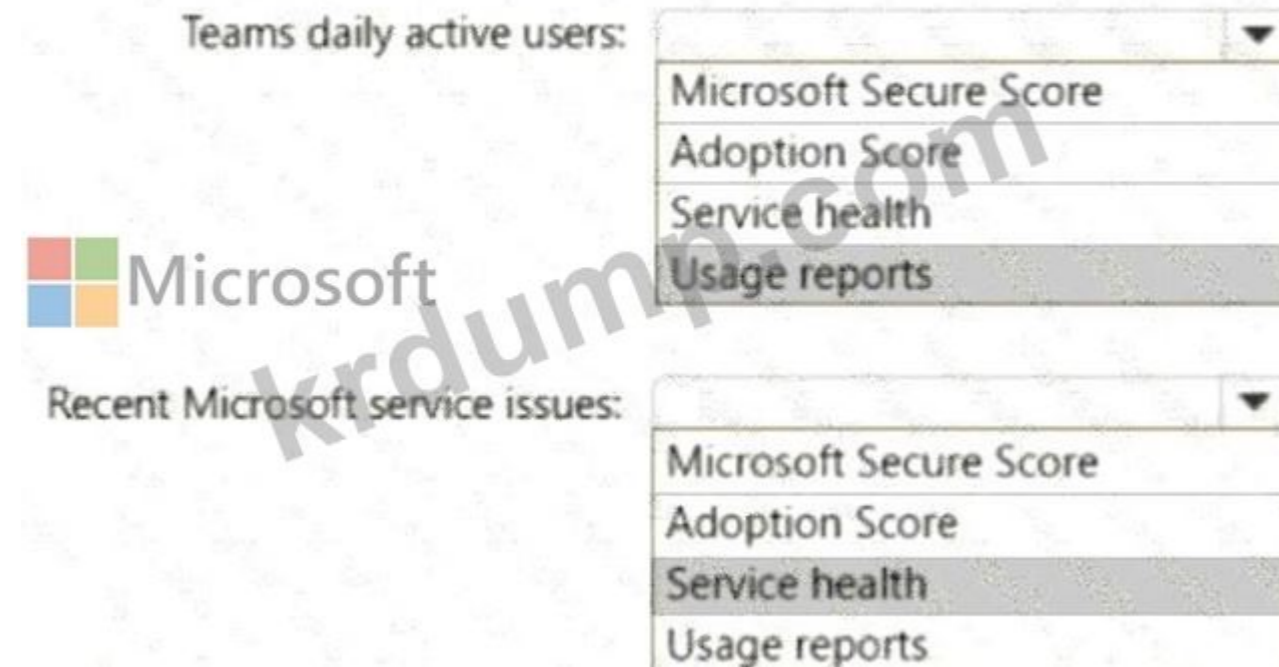 Teams daily active users:
Microsoft Secure Score
Adoption Score
Service health
Usage reports
Microsoft
krdump.com
Recent Microsoft service issues:
Microsoft Secure Score
Adoption Score
Service health
Usage reports